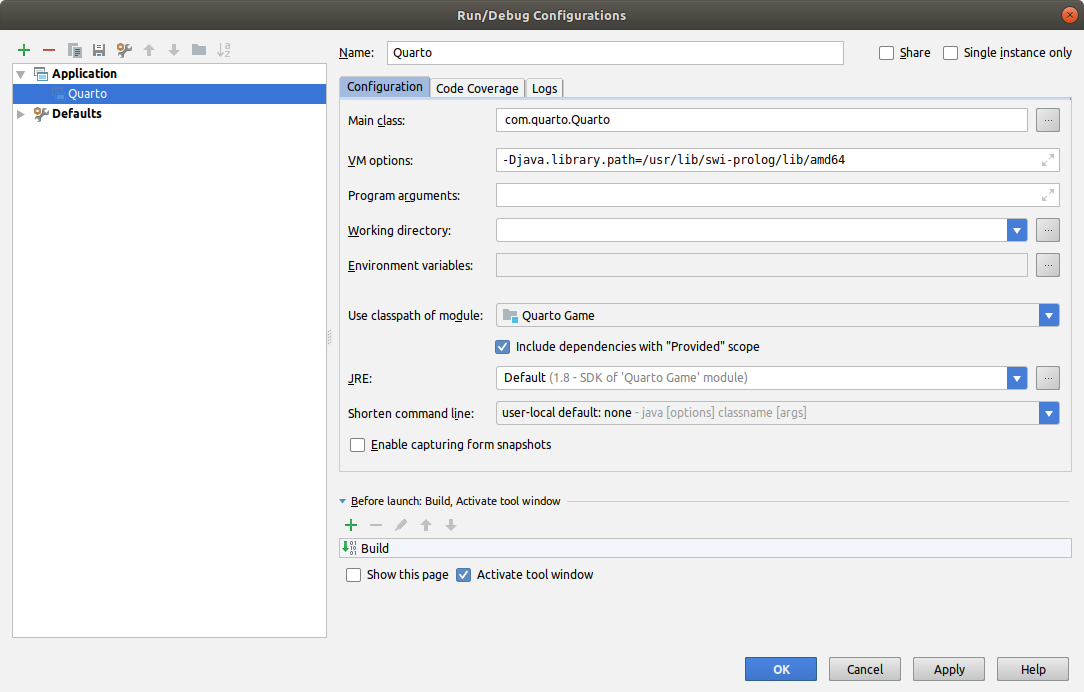 Run/Debug Configurations
Name: Quarto Share Single instance only
Application
Quarto
Defaults
Configuration Code Coverage Logs
Main class: com.quarto.Quarto ...
VM options: -Djava.library.path=/usr/lib/swi-prolog/lib/amd64
Program arguments:
Working directory: ...
Environment variables: ...
Use classpath of module: Quarto Game
Include dependencies with "Provided" scope
JRE: Default (1.8 - SDK of 'Quarto Game' module) ...
Shorten command line: user-local default: none - java [options] classname [args]
Enable capturing form snapshots
Before launch: Build, Activate tool window
Build
Show this page Activate tool window
OK Cancel Apply Help